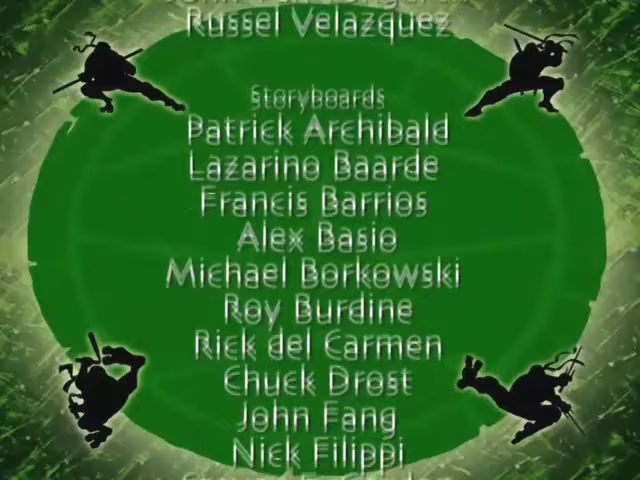 Russel Velazquez
Storyboards
Patrick Archibald
Lazarino Baarde
Francis Barrios
Alex Basio
Michael Borkowski
Roy Burdine
Rick del Carmen
Chuck Drost
John Fang
Nick Filippi